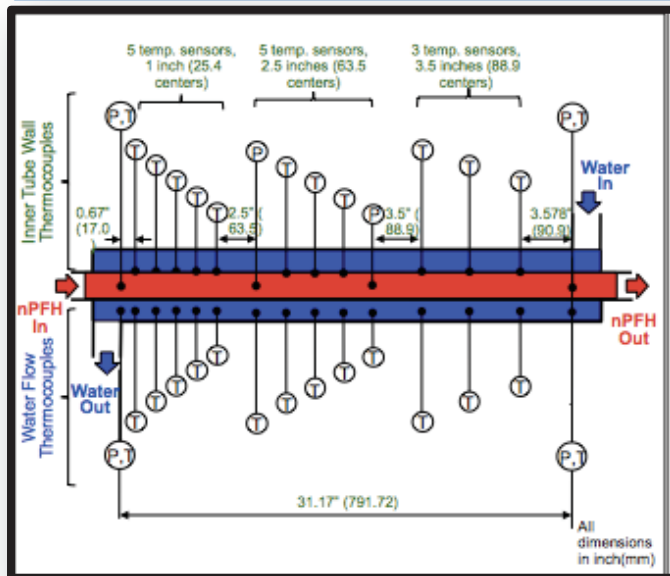 5 temp. sensors,
1 inch (25.4
centers)
5 temp. sensors,
2.5 inches (63.5
centers)
3 temp. sensors,
3.5 inches (88.9
centers)
Inner Tube Wall
Thermocouples
P,T
T
T
T
T
T
P
T
T
T
P
T
T
T
P,T
Water
In
0.67"
(17.0
)
2.5" (
63.5)
3.5" (
88.9)
3.578"
(90.9)
nPFH
In
nPFH
Out
Water Flow
Thermocouples
Water
Out
P,T
T
T
T
T
T
T
T
T
T
T
T
T
T
P,T
31.17" (791.72)
All
dimensions
in inch(mm)